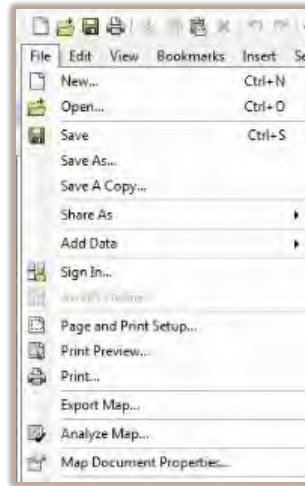 File Edit View Bookmarks Insert
New... Ctrl+N
Open... Ctrl+O
Save Ctrl+S
Save As...
Save A Copy...
Share As
Add Data
Sign In...
Page and Print Setup...
Print Preview...
Print...
Export Map...
Analyze Map...
Map Document Properties...